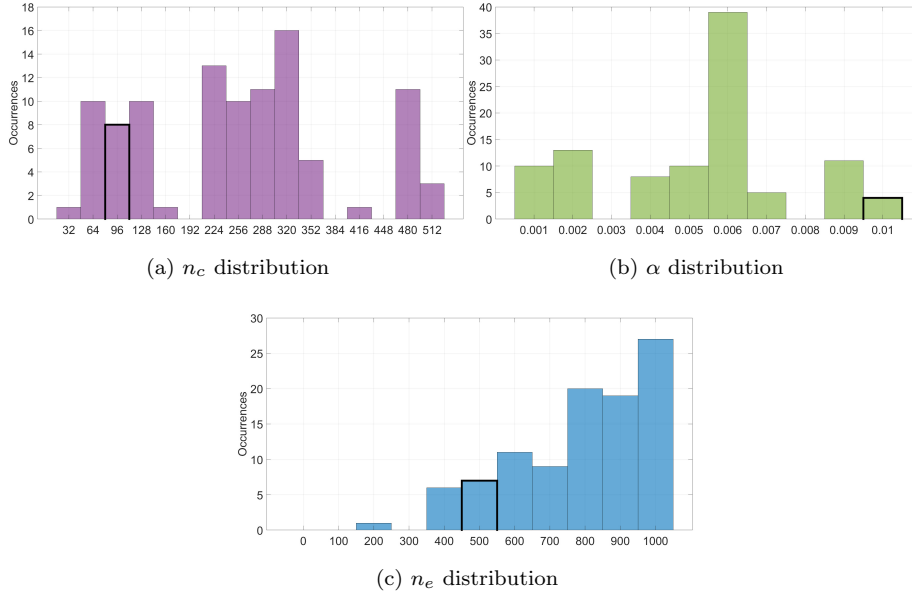 18
16
14
12
10
8
6
4
2
0
Occurrences
32 64 96 128 160 192 224 256 288 320 352 384 416 448 480 512
(a) n_c distribution
40
35
30
25
20
15
10
5
0
Occurrences
0.001 0.002 0.003 0.004 0.005 0.006 0.007 0.008 0.009 0.01
(b) α distribution
30
25
20
15
10
5
0
Occurrences
0 100 200 300 400 500 600 700 800 900 1000
(c) n_e distribution